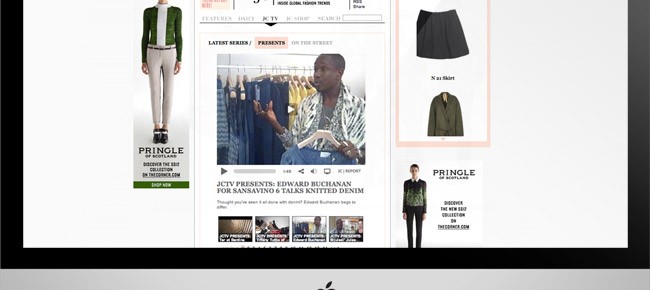 INSIDE GLOBAL FASHION TRENDS
RSS
Share
FEATURES DAILY JC TV JC SHOP SEARCH
LATEST SERIES / PRESENTS ON THE STREET
JC | REPORT
JCTV PRESENTS: EDWARD BUCHANAN
FOR SANSAVINO 6 TALKS KNITTED DENIM
Thought you've seen it all done with denim? Edward Buchanan begs to
differ.
JCTV PRESENTS:
JCTV PRESENTS:
JCTV PRESENTS:
JCTV PRESENTS:
Edward Buchanan
PRINGLE
OF SCOTLAND
DISCOVER THE
SS12
COLLECTION
ON THECORNER.COM
SHOP NOW
N 21 Skirt
PRINGLE
OF SCOTLAND
DISCOVER
THE NEW
SS12
COLLECTION
ON
THECORNER.COM